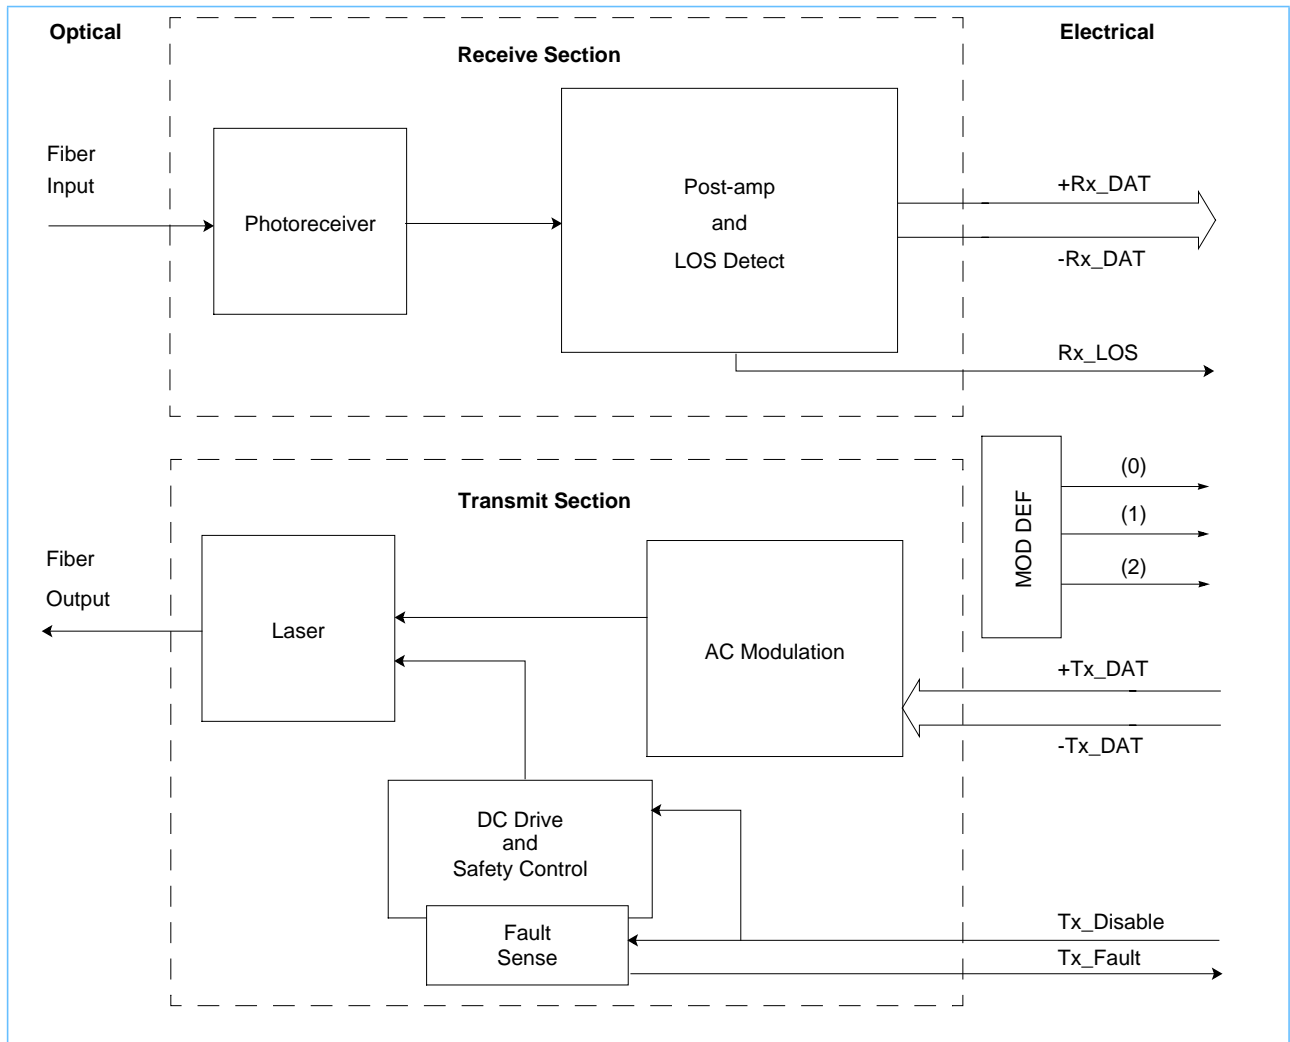 Optical
Electrical
Receive Section
Fiber
Input
Photoreceiver
Post-amp
and
LOS Detect
+Rx_DAT
-Rx_DAT
Rx_LOS
MOD DEF
(0)
(1)
(2)
Transmit Section
Fiber
Output
Laser
AC Modulation
+Tx_DAT
-Tx_DAT
DC Drive
and
Safety Control
Fault
Sense
Tx_Disable
Tx_Fault